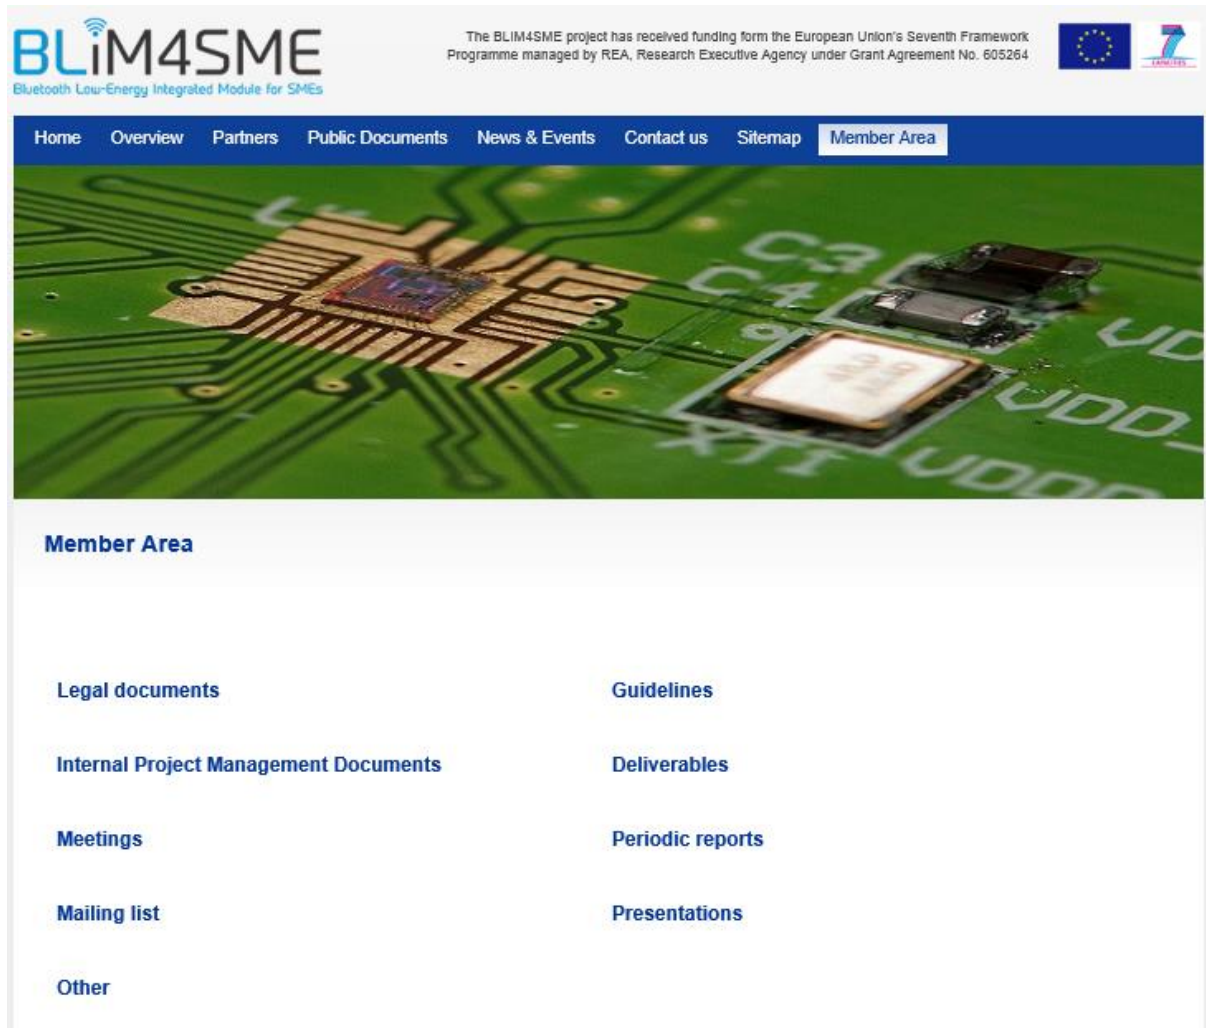 BLiM4SME
Bluetooth Low-Energy Integrated Module for SMEs
The BLIM4SME project has received funding form the European Union's Seventh Framework
Programme managed by REA, Research Executive Agency under Grant Agreement No. 605264
Home Overview Partners Public Documents News & Events Contact us Sitemap Member Area
C3
C4
XT1
VD
VDD_
VDDD
Member Area
Legal documents
Guidelines
Internal Project Management Documents
Deliverables
Meetings
Periodic reports
Mailing list
Presentations
Other